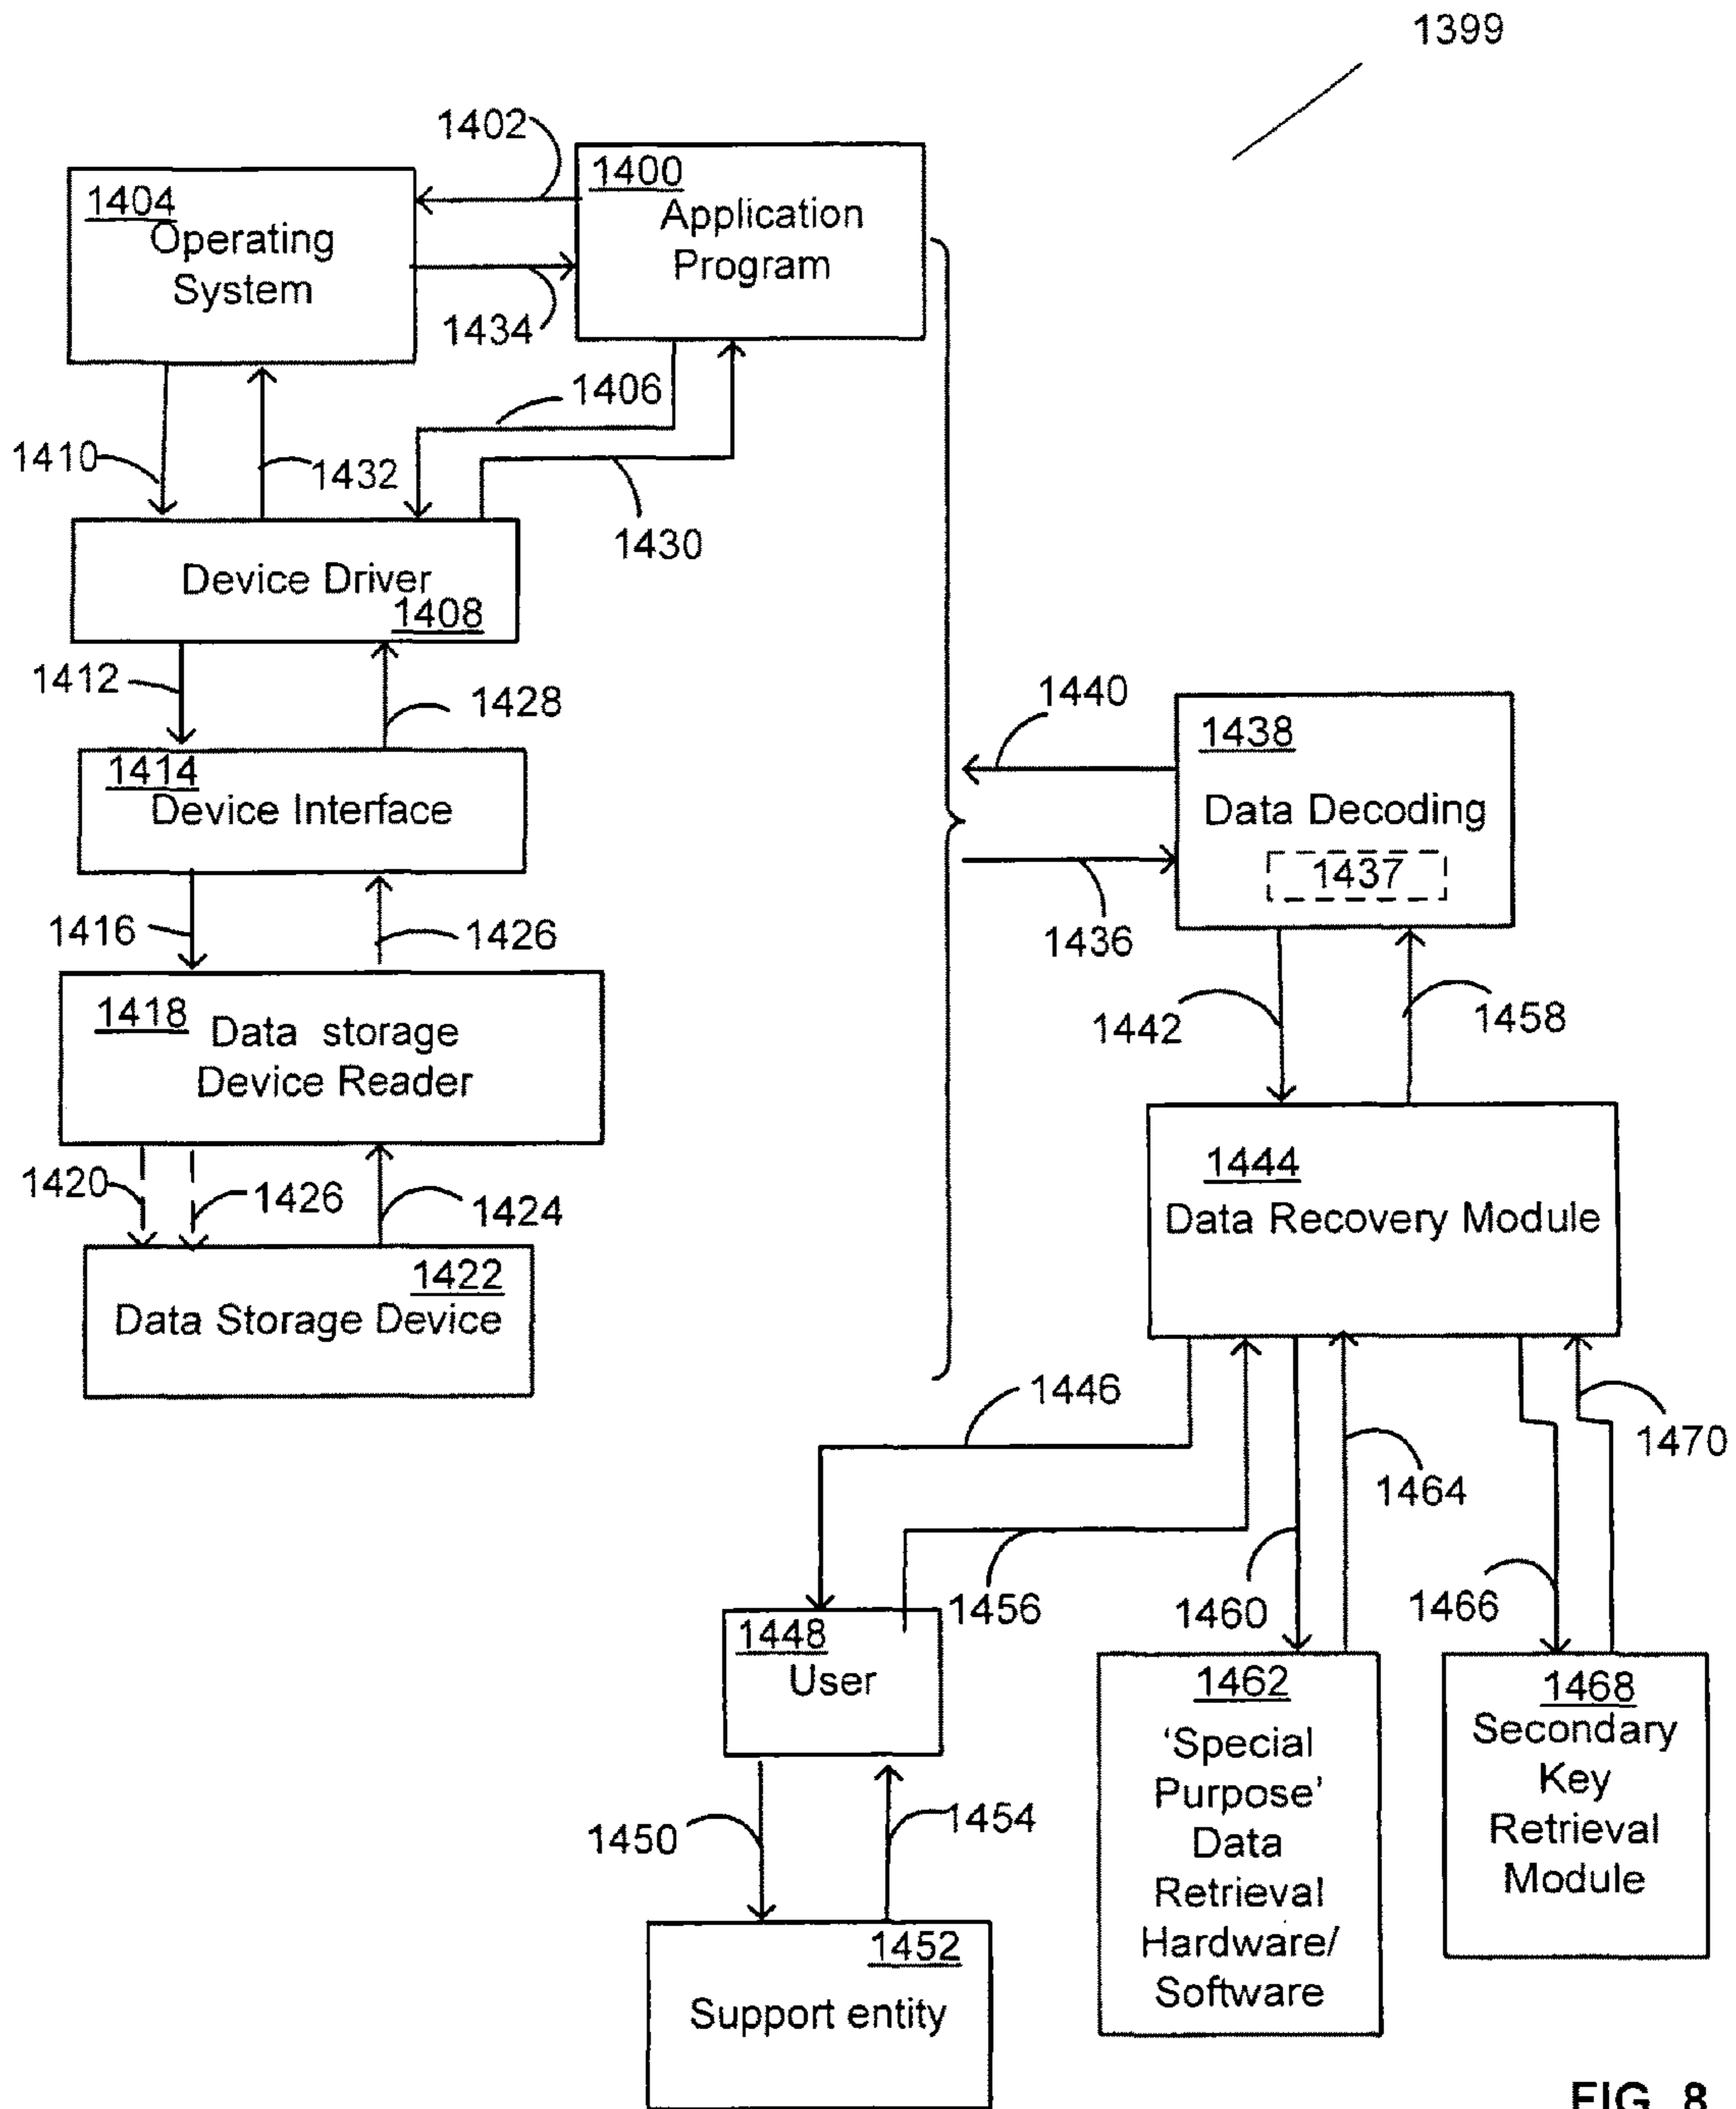 1399
1402
1400
Application
Program
1404
Operating
System
1434
1406
1410
1432
1430
Device Driver
1408
1412
1428
1440
1438
Data Decoding
1437
1414
Device Interface
1416
1426
1436
1418
Data storage
Device Reader
1442
1458
1420
1426
1424
1444
Data Recovery Module
1422
Data Storage Device
1446
1470
1464
1456
1460
1466
1448
User
1462
'Special
Purpose'
Data
Retrieval
Hardware/
Software
1468
Secondary
Key
Retrieval
Module
1450
1454
1452
Support entity
FIG. 8